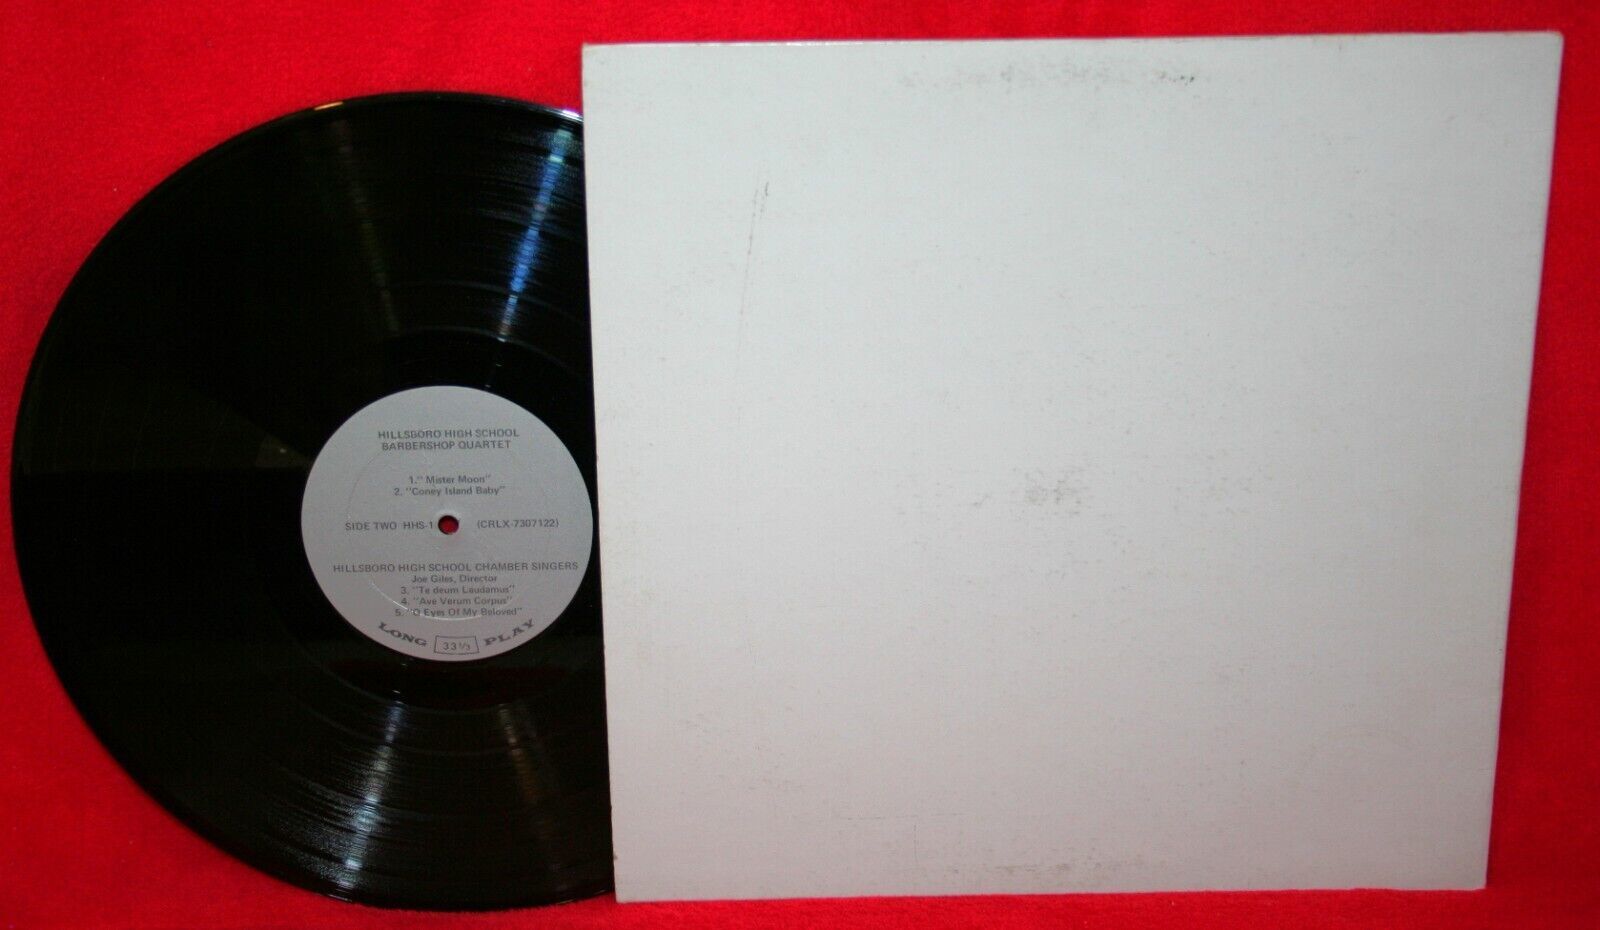 HILLSBORO HIGH SCHOOL
BARBERSHOP QUARTET
1." Mister Moon"
2. "Coney Island Baby"
SIDE TWO HHS-1 (CRLX-7307122)
HILLSBORO HIGH SCHOOL CHAMBER SINGERS
Joe Giles, Director
3. "Te deum Laudamus"
4. "Ave Verum Corpus"
5. "O Eyes Of My Beloved"
LONG 33 1/3 PLAY